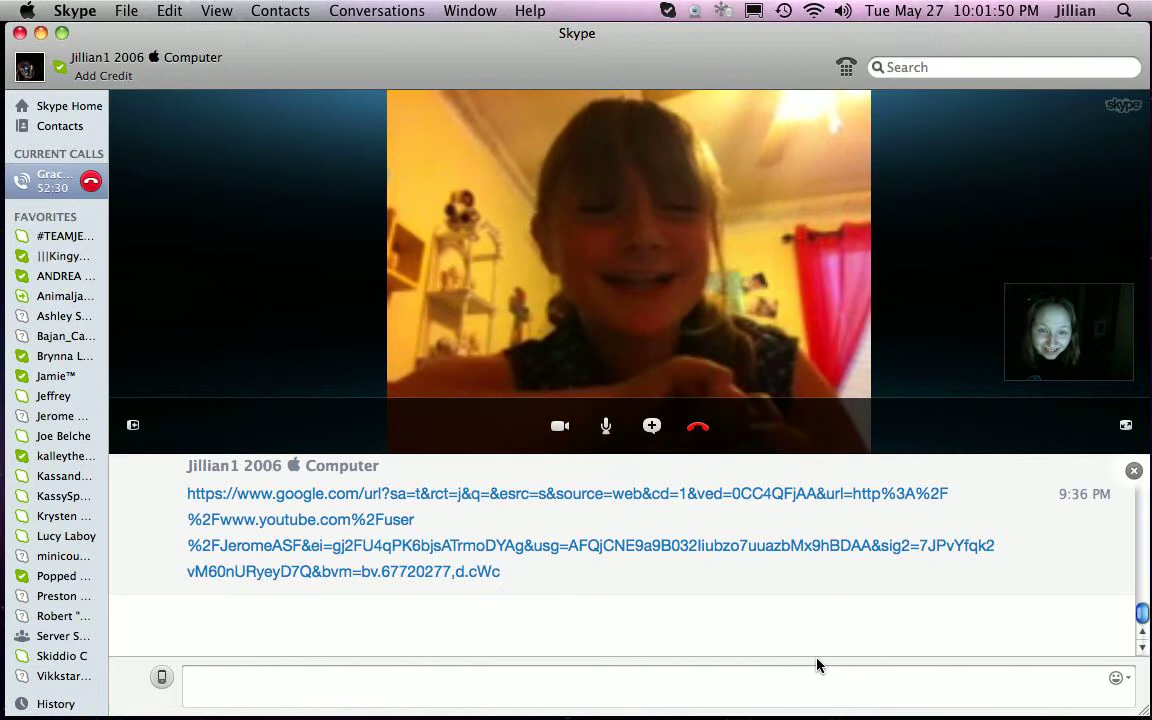 Skype File Edit View Contacts Conversations Window Help Tue May 27 10:01:50 PM Jillian
Skype
Jillian1 2006 Computer
Add Credit
Search
Skype Home
Contacts
CURRENT CALLS
Grac...
52:30
FAVORITES
#TEAMJE...
|||Kingy...
ANDREA ...
Animalja...
Ashley S...
Bajan_Ca...
Brynna L...
Jamie™
Jeffrey
Jerome ...
Joe Belche
kalleythe...
Kassand...
KassySp...
Krysten ...
Lucy Laboy
minicou...
Popped ...
Preston ...
Robert "...
Server S...
Skiddio C
Vikkstar...
History
skype
Jillian1 2006 Computer
https://www.google.com/url?sa=t&rct=j&q=&esrc=s&source=web&cd=1&ved=0CC4QFjAA&url=http%3A%2F
%2Fwww.youtube.com%2Fuser
%2FJeromeASF&ei=gj2FU4qPK6bjsATrmoDYAg&usg=AFQjCNE9a9B032Iiubzo7uuazbMx9hBDAA&sig2=7JPvYfqk2
vM60nURyeyD7Q&bvm=bv.67720277,d.cWc
9:36 PM